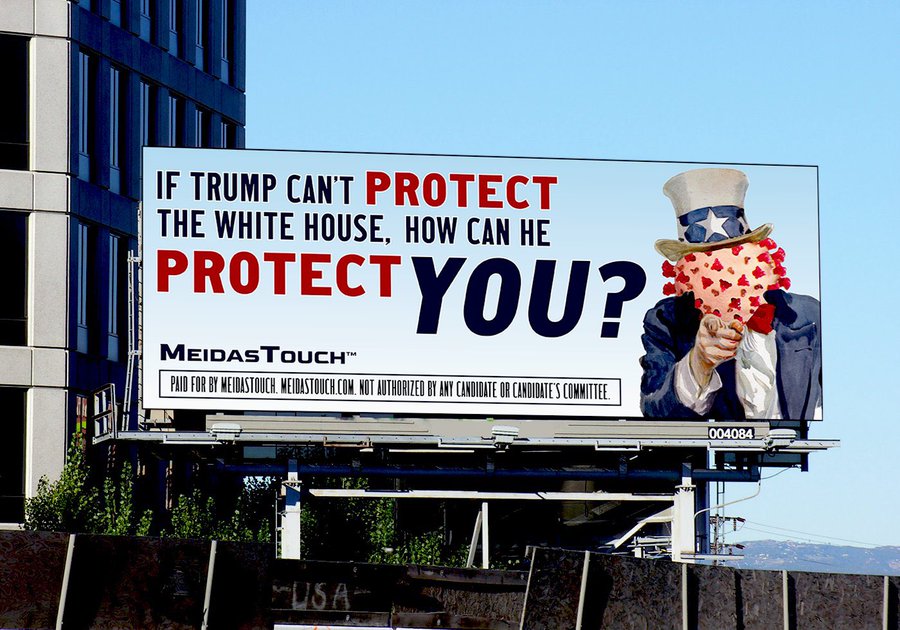 IF TRUMP CAN'T PROTECT
THE WHITE HOUSE, HOW CAN HE
PROTECT YOU?
MEIDASTOUCH™
PAID FOR BY MEIDASTOUCH. MEIDASTOUCH.COM. NOT AUTHORIZED BY ANY CANDIDATE OR CANDIDATE'S COMMITTEE.
004084
USA